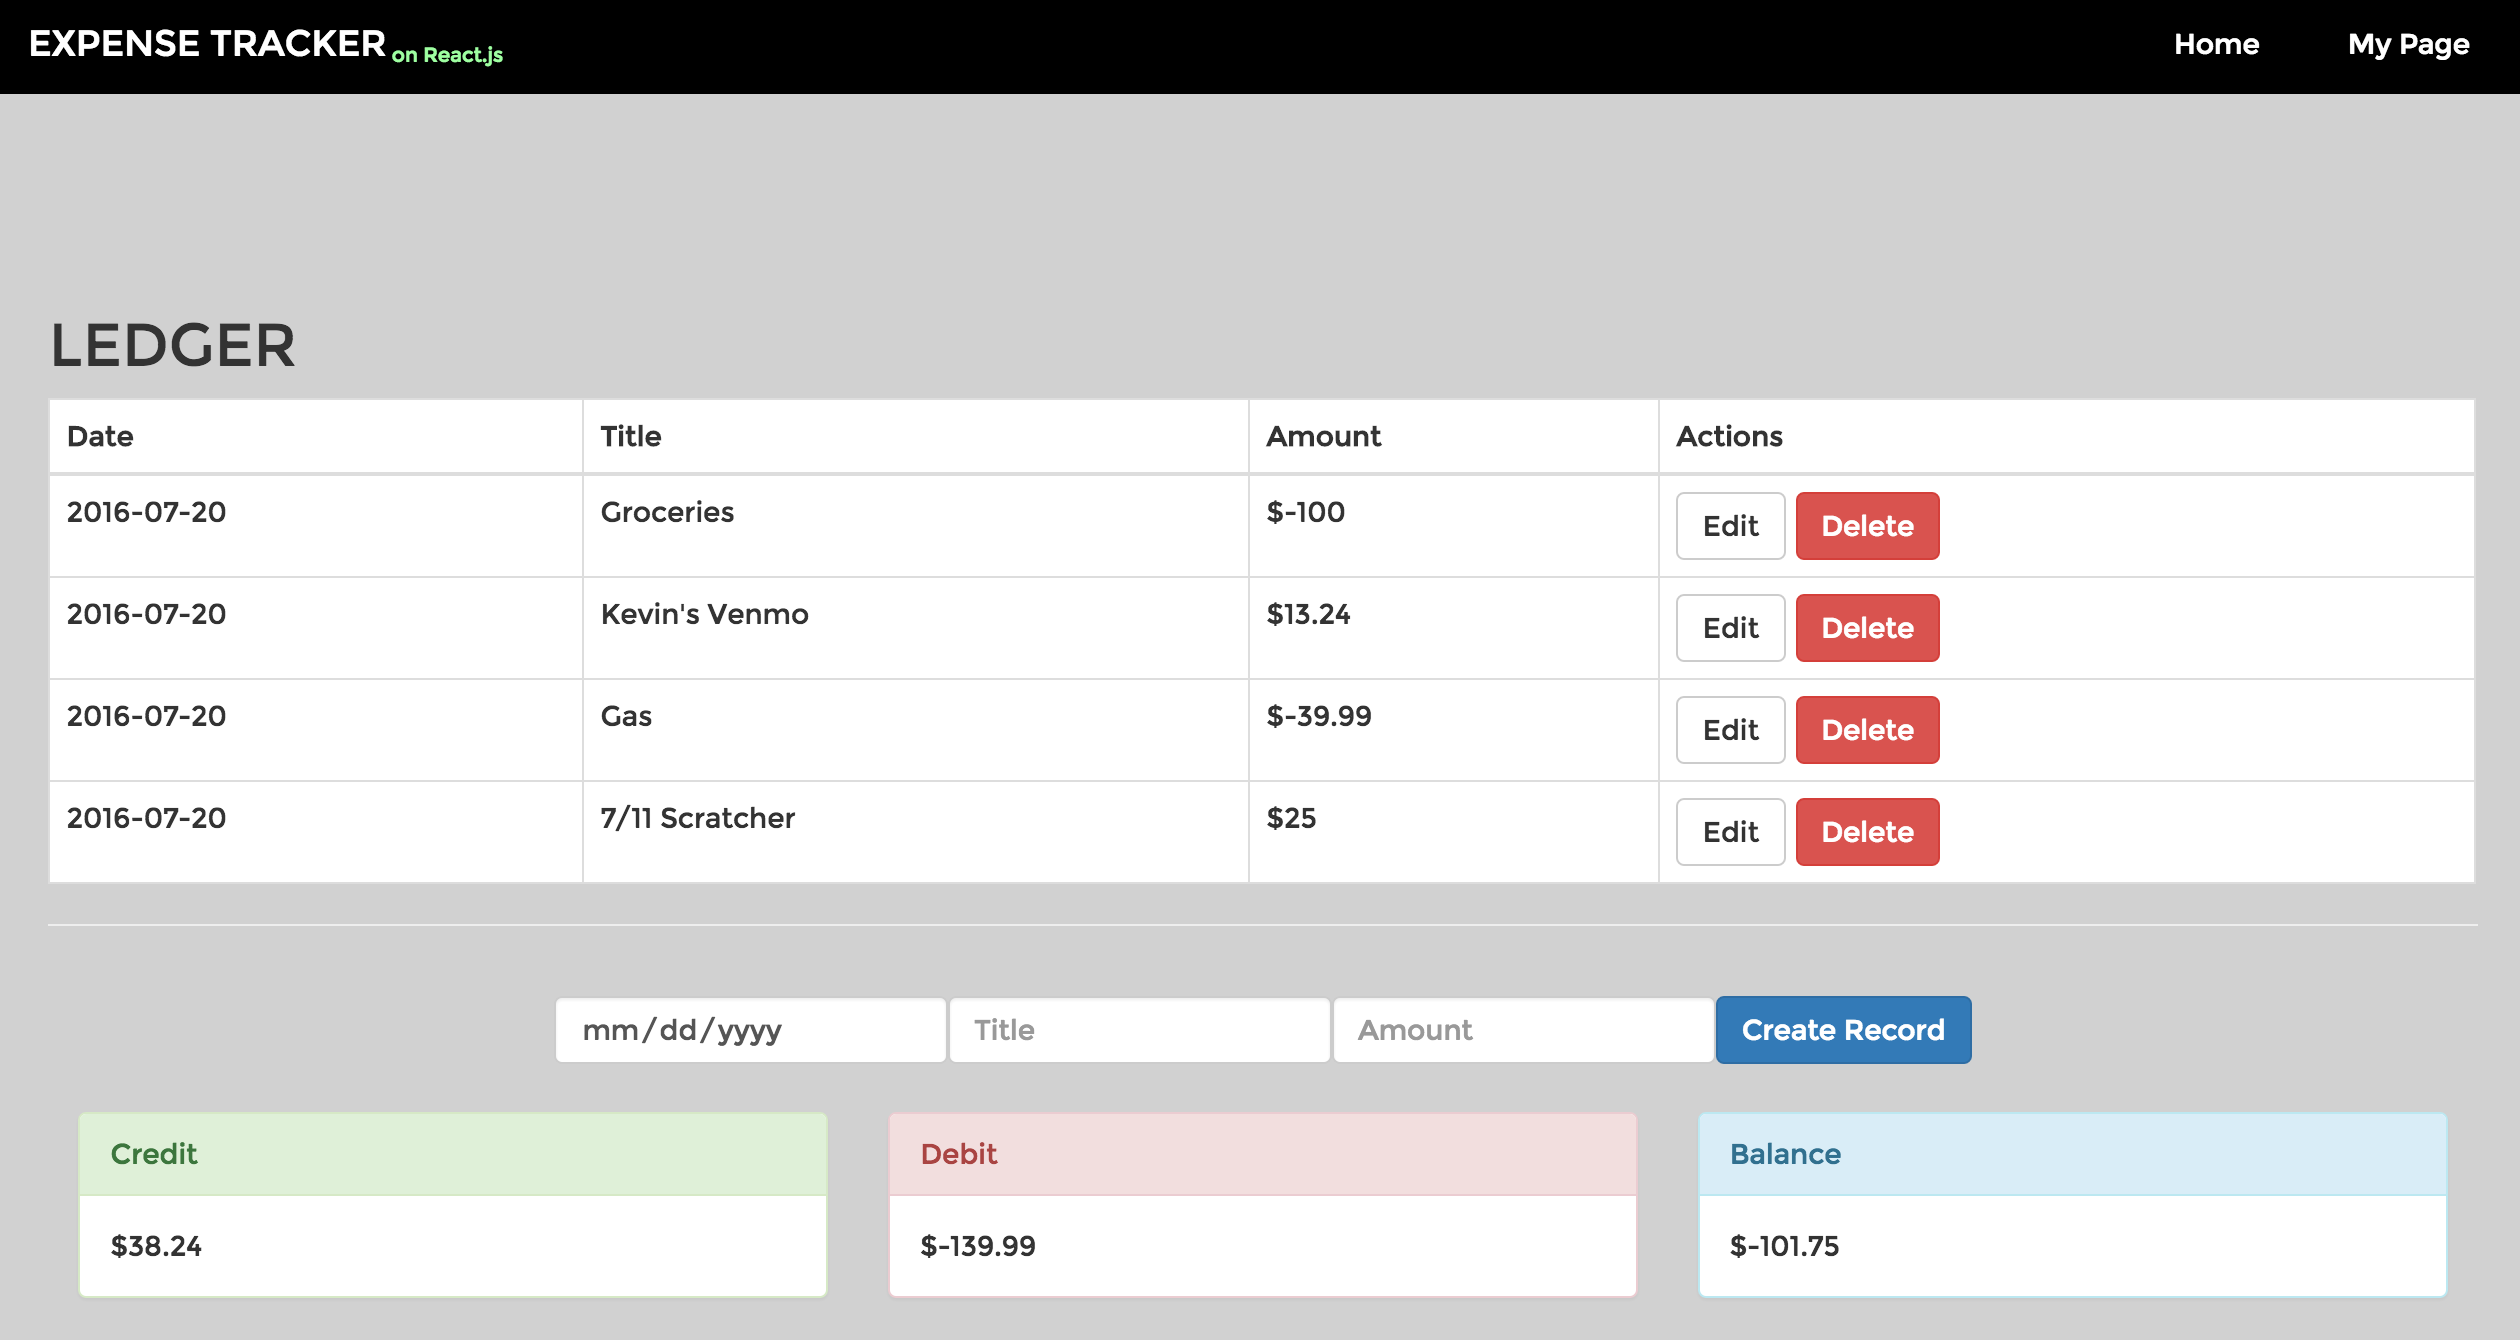 EXPENSE TRACKER on React.js Home My Page
LEDGER
Date Title Amount Actions
2016-07-20 Groceries $-100 Edit Delete
2016-07-20 Kevin's Venmo $13.24 Edit Delete
2016-07-20 Gas $-39.99 Edit Delete
2016-07-20 7/11 Scratcher $25 Edit Delete
mm/dd/yyyy Title Amount Create Record
Credit Debit Balance
$38.24 $-139.99 $-101.75